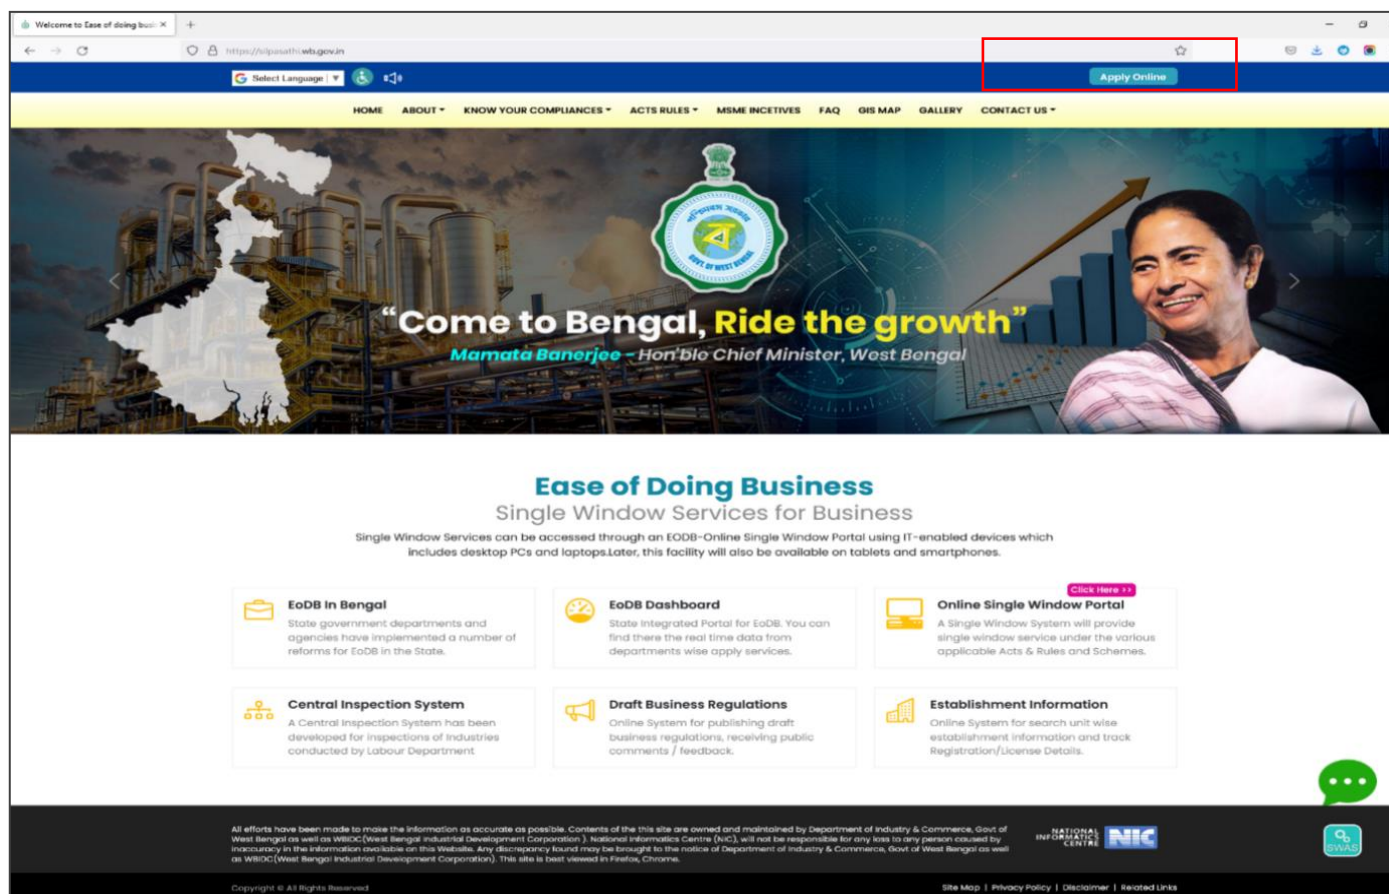 Welcome to Ease of doing busi
https://silpasathi.wb.gov.in
Select Language
Apply Online
HOME ABOUT KNOW YOUR COMPLIANCES ACTS RULES MSME INCETIVES FAQ GIS MAP GALLERY CONTACT US
পশ্চিমবঙ্গ সরকার
ব
GOVT. OF WEST BENGAL
“Come to Bengal, Ride the growth”
Mamata Banerjee - Hon'ble Chief Minister, West Bengal
Ease of Doing Business
Single Window Services for Business
Single Window Services can be accessed through an EODB-Online Single Window Portal using IT-enabled devices which
includes desktop PCs and laptops.Later, this facility will also be available on tablets and smartphones.
EoDB In Bengal
State government departments and
agencies have implemented a number of
reforms for EoDB in the State.
EoDB Dashboard
State Integrated Portal for EoDB. You can
find there the real time data from
departments wise apply services.
Click Here >>
Online Single Window Portal
A Single Window System will provide
single window service under the various
applicable Acts & Rules and Schemes.
Central Inspection System
A Central Inspection System has been
developed for inspections of Industries
conducted by Labour Department
Draft Business Regulations
Online System for publishing draft
business regulations, receiving public
comments / feedback.
Establishment Information
Online System for search unit wise
establishment information and track
Registration/License Details.
All efforts have been made to make the information as accurate as possible. Contents of the this site are owned and maintained by Department of Industry & Commerce, Govt of
West Bengal as well as WBIDC(West Bengal Industrial Development Corporation ). National Informatics Centre (NIC), will not be responsible for any loss to any person caused by
inaccuracy in the information available on this Website. Any discrepancy found may be brought to the notice of Department of Industry & Commerce, Govt of West Bengal as well
as WBIDC(West Bengal Industrial Development Corporation). This site is best viewed in Firefox, Chrome.
NATIONAL
INFORMATICS
CENTRE
NIC
SWAS
Copyright © All Rights Reserved
Site Map | Privacy Policy | Disclaimer | Related Links